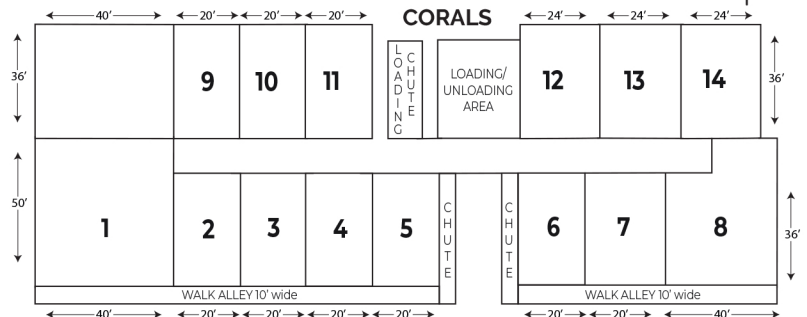 CORALS
40' 20' 20' 20' 24' 24' 24'
36' 9 10 11 LOADING CHUTE LOADING/
UNLOADING
AREA 12 13 14 36'
50' 1 2 3 4 5 CHUTE CHUTE 6 7 8 36'
WALK ALLEY 10' wide WALK ALLEY 10' wide
40' 20' 20' 20' 20' 20' 20' 40'